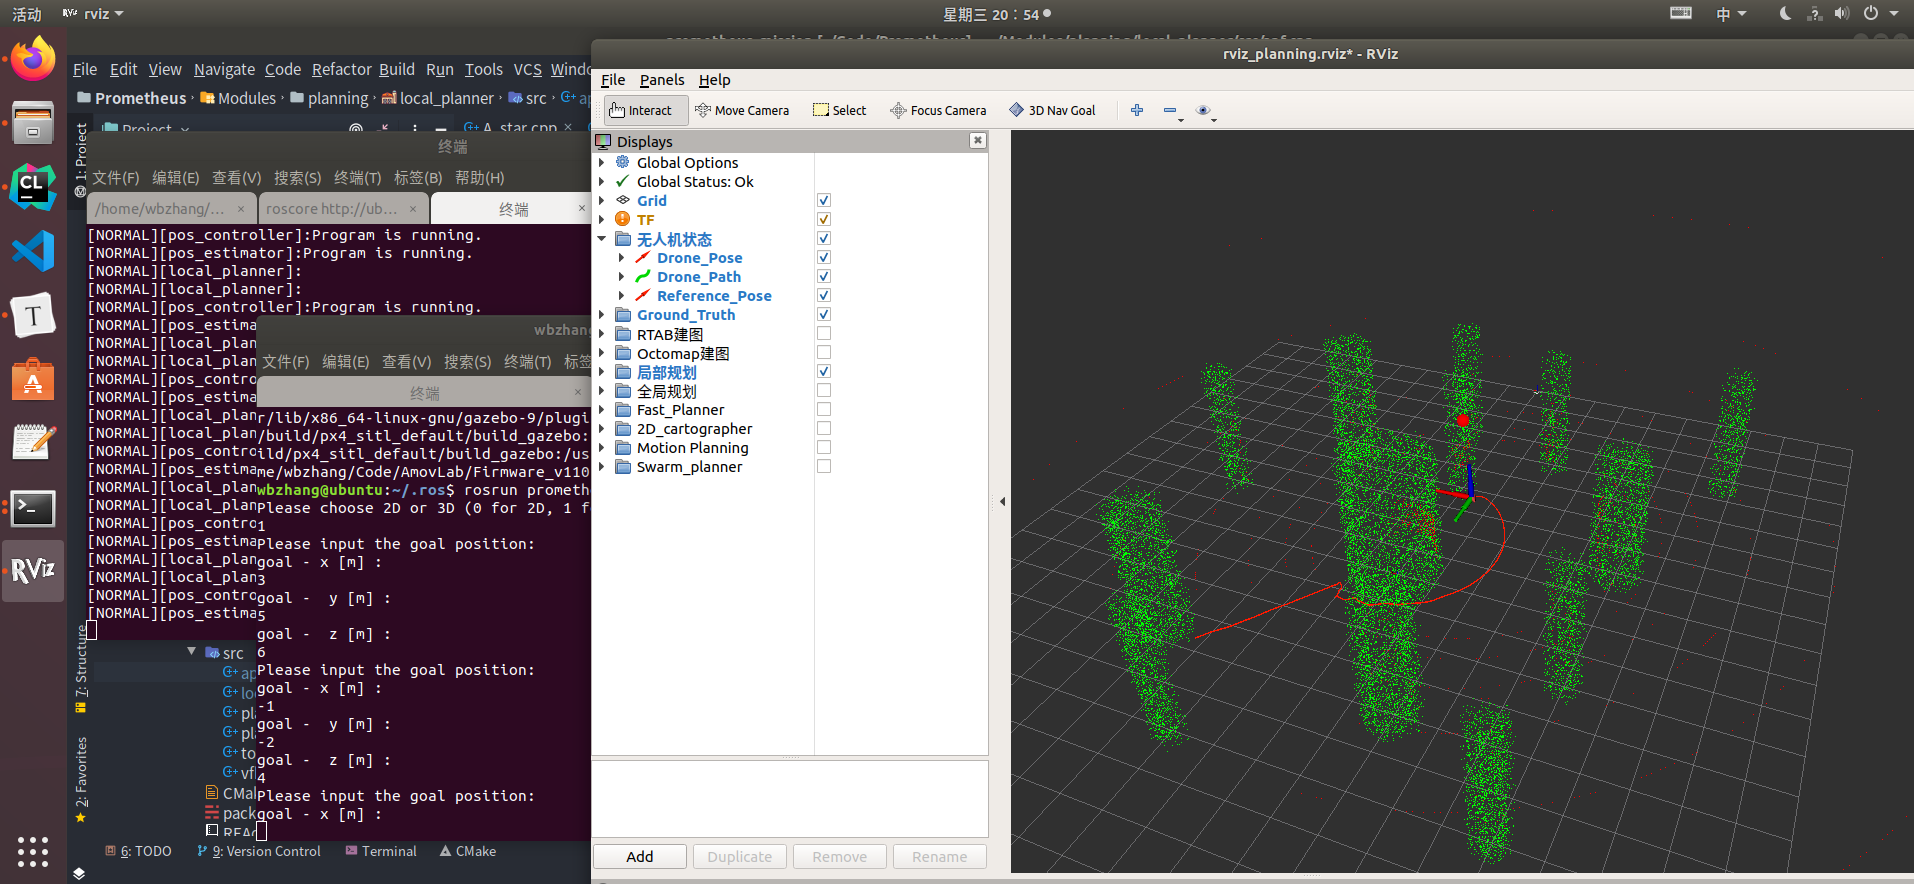 活动
rviz
星期三 20：54
中
rviz_planning.rviz* - RViz
File Edit View Navigate Code Refactor Build Run Tools VCS
Prometheus Modules planning local_planner src
Project
A_star.cpp
1: Project
7: Structure
2: Favorites
终端
文件(F) 编辑(E) 查看(V) 搜索(S) 终端(T) 标签(B) 帮助(H)
/home/wbzhang/... ×
roscore http://ub... ×
终端 ×
[NORMAL][pos_controller]:Program is running.
[NORMAL][pos_estimator]:Program is running.
[NORMAL][local_planner]:
[NORMAL][local_planner]:
[NORMAL][pos_controller]:Program is running.
[NORMAL][pos_estima
[NORMAL][local_plan
[NORMAL][local_plan
[NORMAL][pos_contro
[NORMAL][pos_estima
[NORMAL][local_plan
[NORMAL][local_plan
[NORMAL][pos_contro
[NORMAL][pos_estima
[NORMAL][local_plan
[NORMAL][local_plan
[NORMAL][pos_contro
[NORMAL][pos_estima
[NORMAL][local_plan
[NORMAL][local_plan
[NORMAL][pos_contro
[NORMAL][pos_estima
wbzhang
文件(F) 编辑(E) 查看(V) 搜索(S) 终端(T) 标签
终端 ×
r/lib/x86_64-linux-gnu/gazebo-9/plugi
/build/px4_sitl_default/build_gazebo:
ild/px4_sitl_default/build_gazebo:/us
me/wbzhang/Code/AmovLab/Firmware_v110
wbzhang@ubuntu:~/.ros$ rosrun prometh
Please choose 2D or 3D (0 for 2D, 1 f
1
Please input the goal position:
goal - x [m] :
3
goal -  y [m] :
5
goal -  z [m] :
6
Please input the goal position:
goal - x [m] :
-1
goal -  y [m] :
-2
goal -  z [m] :
4
Please input the goal position:
goal - x [m] :
src
CMa
pack
6: TODO
9: Version Control
Terminal
CMake
File Panels Help
Interact
Move Camera
Select
Focus Camera
3D Nav Goal
Displays
Global Options
Global Status: Ok
Grid
TF
无人机状态
Drone_Pose
Drone_Path
Reference_Pose
Ground_Truth
RTAB建图
Octomap建图
局部规划
全局规划
Fast_Planner
2D_cartographer
Motion Planning
Swarm_planner
Add
Duplicate
Remove
Rename
CL
T
A
RViz